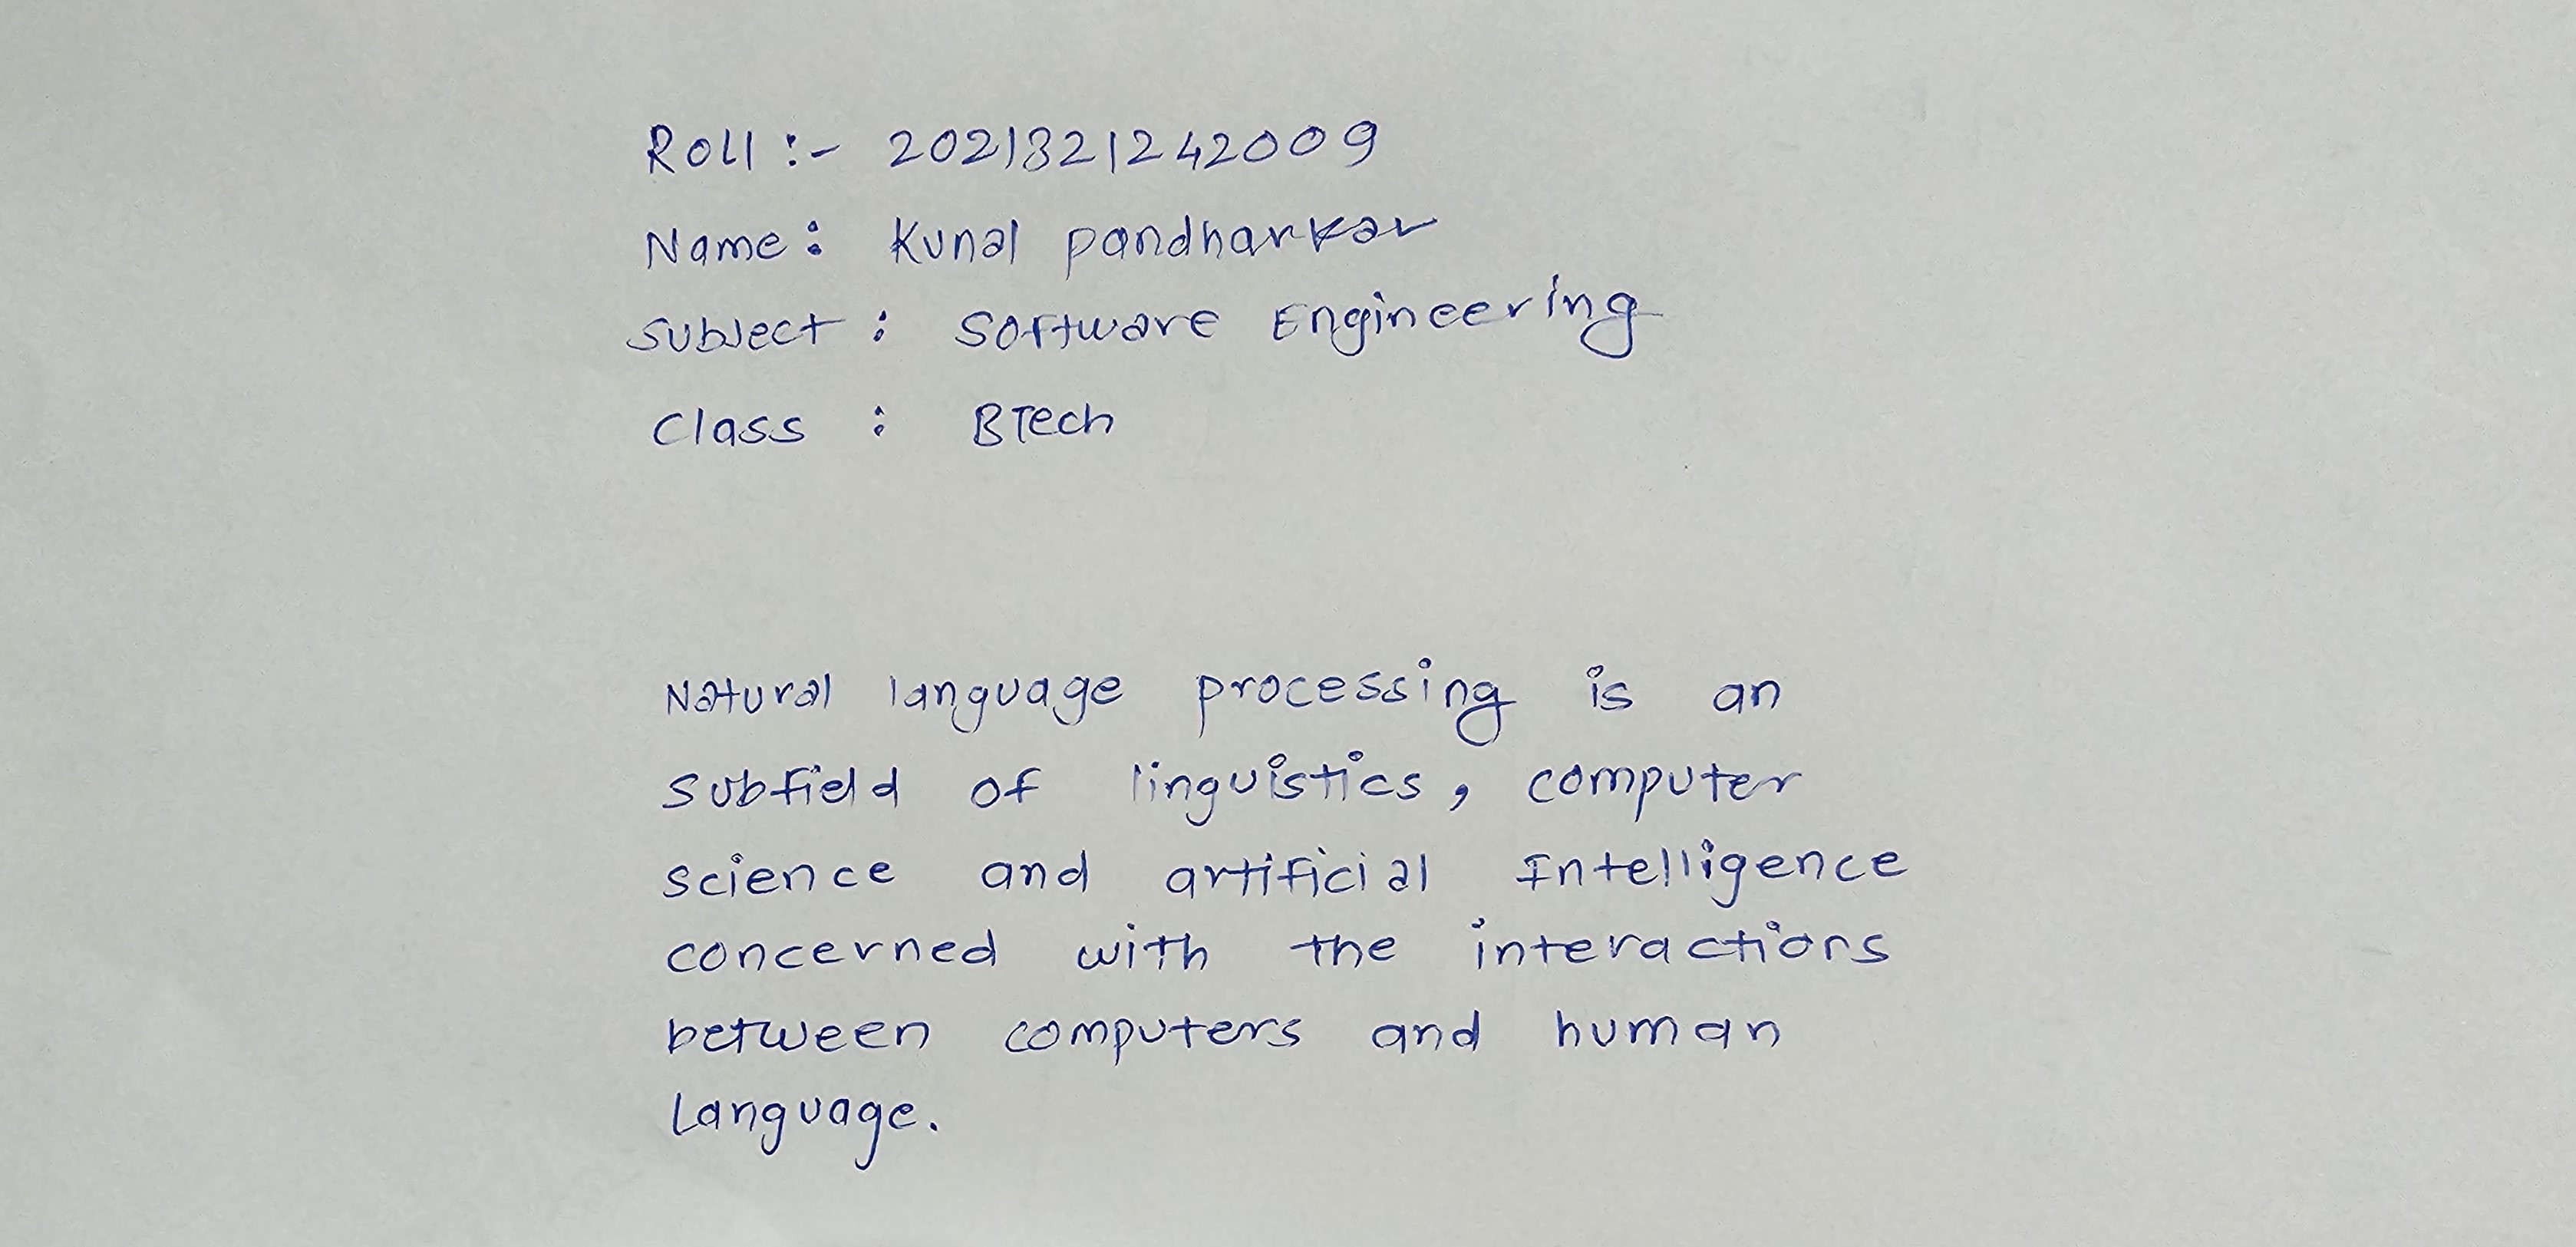 Roll :- 2021321242009
Name : Kunal pandharkar
Subject : Software Engineering
Class : BTech
Natural language processing is an
subfield of linguistics, computer
science and artificial Intelligence
concerned with the interactions
between computers and human
Language.